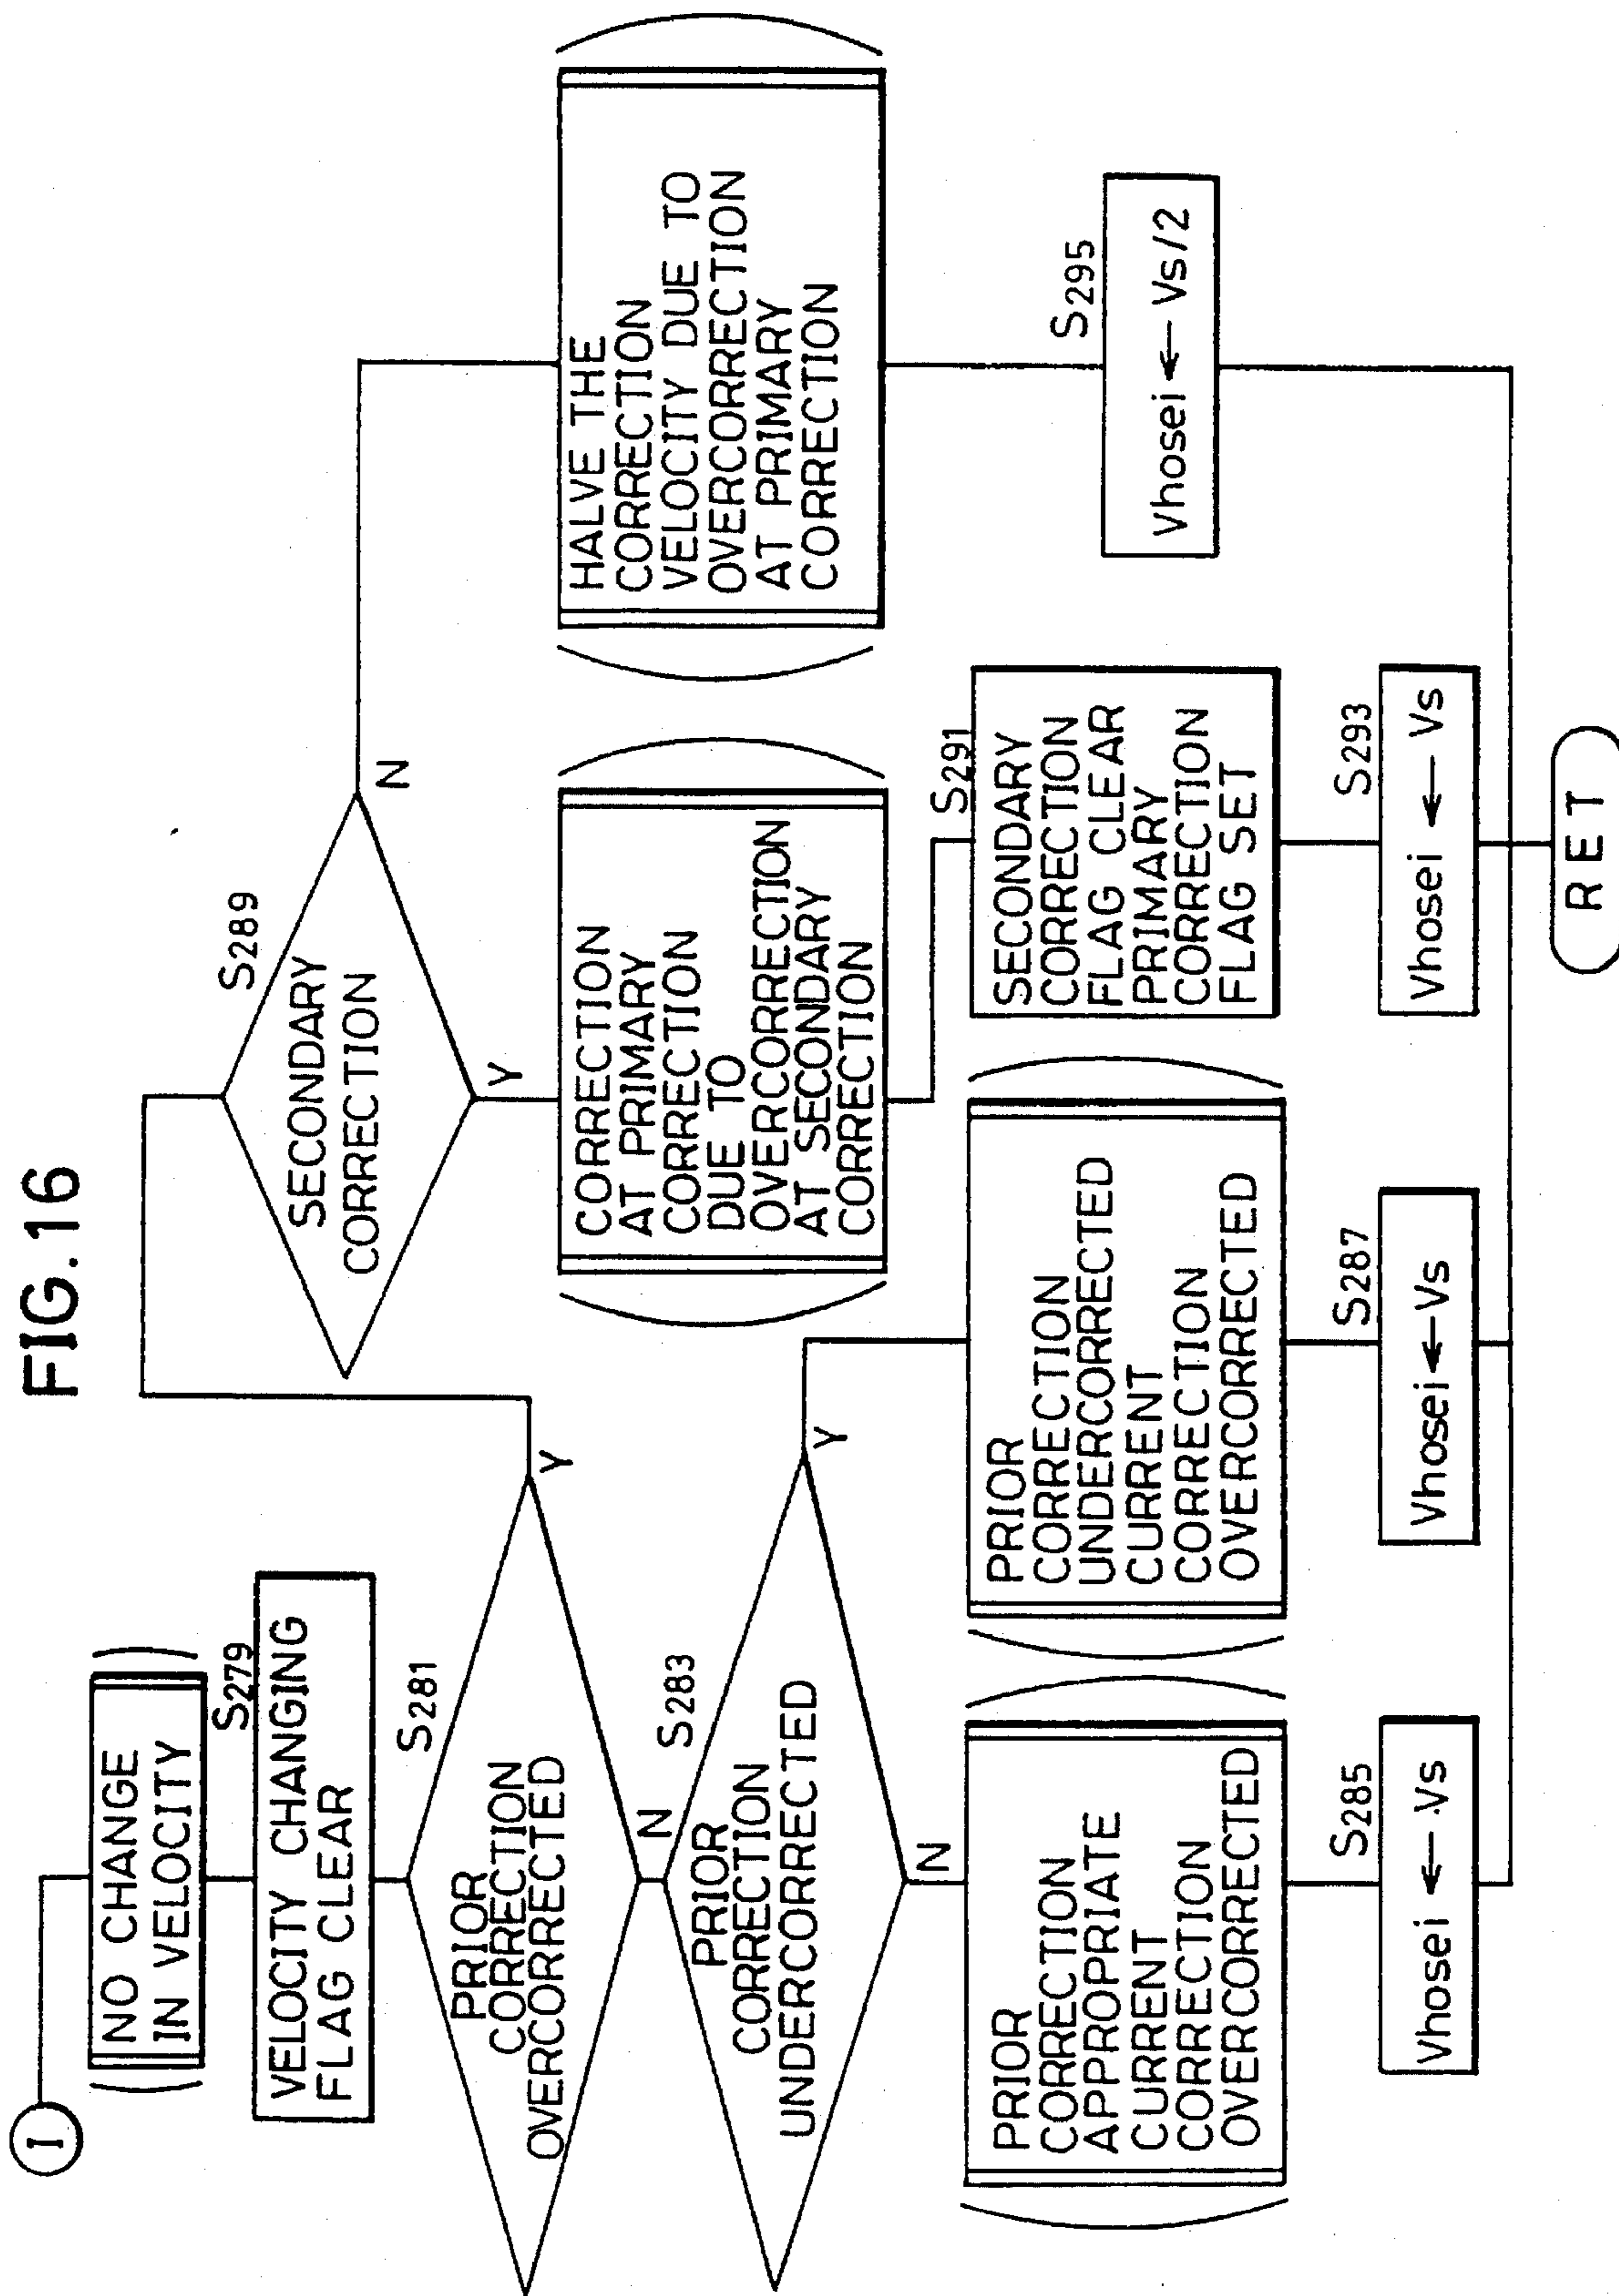 FIG.16
I
NO CHANGE
IN VELOCITY
S279
VELOCITY CHANGING
FLAG CLEAR
S281
PRIOR
CORRECTION
OVERCORRECTED
Y
N
S283
PRIOR
CORRECTION
UNDERCORRECTED
Y
N
PRIOR
CORRECTION
APPROPRIATE
CURRENT
CORRECTION
OVERCORRECTED
S285
Vhosei ← Vs
PRIOR
CORRECTION
UNDERCORRECTED
CURRENT
CORRECTION
OVERCORRECTED
S287
Vhosei ← Vs
S289
SECONDARY
CORRECTION
Y
N
CORRECTION
AT PRIMARY
CORRECTION
DUE TO
OVERCORRECTION
AT SECONDARY
CORRECTION
S291
SECONDARY
CORRECTION
FLAG CLEAR
PRIMARY
CORRECTION
FLAG SET
S293
Vhosei ← Vs
HALVE THE
CORRECTION
VELOCITY DUE TO
OVERCORRECTION
AT PRIMARY
CORRECTION
S295
Vhosei ← Vs/2
RET